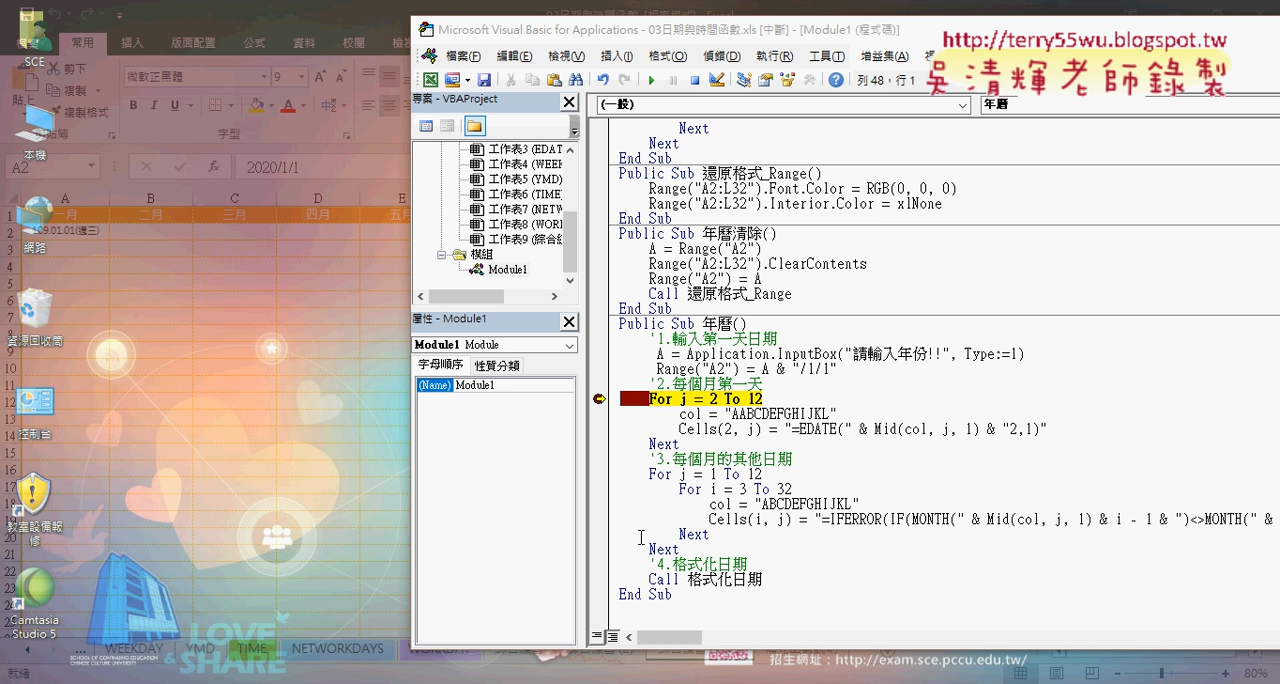 Microsoft Visual Basic for Applications - 03日期與時間函數.xls [中斷] - [Module1 (程式碼)]
http://terry55wu.blogspot.tw
吳清輝老師錄製
檔案(F) 編輯(E) 檢視(V) 插入(I) 格式(O) 偵錯(D) 執行(R) 工具(T) 增益集(A)
列 48，行 1
常用 插入 版面配置 公式 資料 校閱
SCE
剪下
複製
複製格式
微軟正黑體 9
B I U
字型
本機
A2 2020/1/1
專案 - VBAProject
(一般) 年曆
工作表3 (EDAT
工作表4 (WEEK
工作表5 (YMD)
工作表6 (TIME
工作表7 (NETW
工作表8 (WORI
工作表9 (綜合
模組
Module1
屬性 - Module1
Module1 Module
字母順序 性質分類
(Name) Module1
A B C D E
一月 二月 三月 四月 五月
109.01.01(週三)
網路
資源回收筒
控制台
教室設備報修
Camtasia Studio 5
Next
Next
End Sub
Public Sub 還原格式_Range()
Range("A2:L32").Font.Color = RGB(0, 0, 0)
Range("A2:L32").Interior.Color = xlNone
End Sub
Public Sub 年曆清除()
A = Range("A2")
Range("A2:L32").ClearContents
Range("A2") = A
Call 還原格式_Range
End Sub
Public Sub 年曆()
'1.輸入第一天日期
A = Application.InputBox("請輸入年份!!", Type:=1)
Range("A2") = A & "/1/1"
'2.每個月第一天
For j = 2 To 12
col = "AABCDEFGHIJKL"
Cells(2, j) = "=EDATE(" & Mid(col, j, 1) & "2,1)"
Next
'3.每個月的其他日期
For j = 1 To 12
For i = 3 To 32
col = "ABCDEFGHIJKL"
Cells(i, j) = "=IFERROR(IF(MONTH(" & Mid(col, j, 1) & i - 1 & ")<>MONTH(" &
Next
Next
'4.格式化日期
Call 格式化日期
End Sub
LOVE & SHARE
SCHOOL OF CONTINUING EDUCATION
CHINESE CULTURE UNIVERSITY
... WEEKDAY YMD TIME NETWORKDAYS
招生網址：http://exam.sce.pccu.edu.tw/
就緒
80%